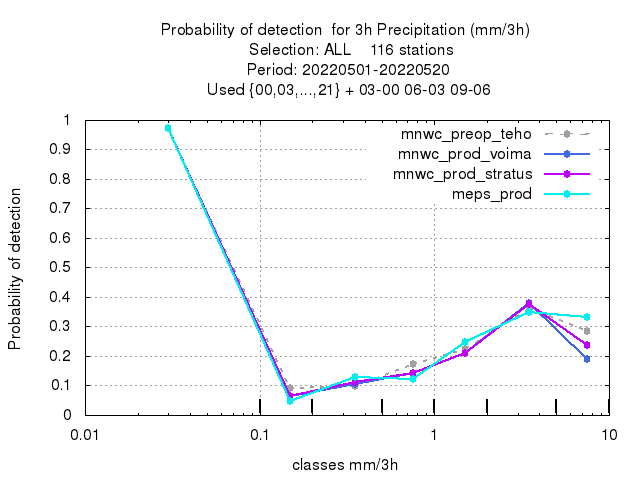 Probability of detection  for 3h Precipitation (mm/3h)
Selection: ALL    116 stations
Period: 20220501-20220520
Used {00,03,...,21} + 03-00 06-03 09-06
mnwc_preop_teho
mnwc_prod_voima
mnwc_prod_stratus
meps_prod
Probability of detection
1
0.9
0.8
0.7
0.6
0.5
0.4
0.3
0.2
0.1
0
0.01 0.1 1 10
classes mm/3h